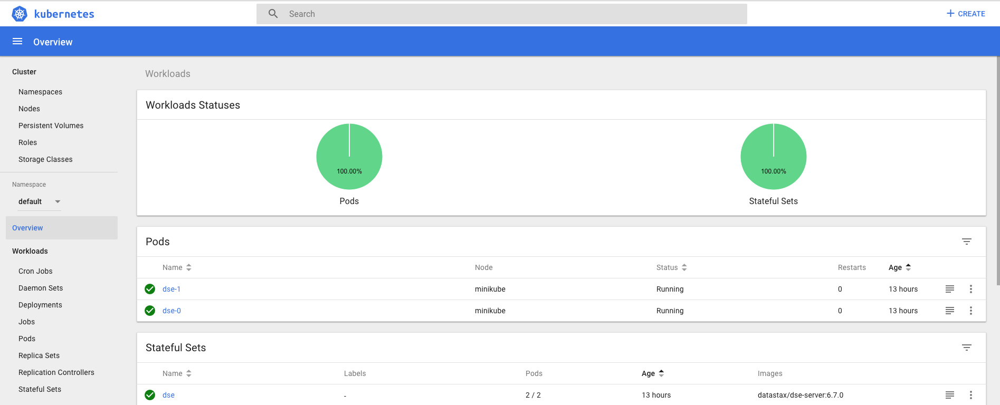 kubernetes
Search
CREATE
Overview
Cluster
Namespaces
Nodes
Persistent Volumes
Roles
Storage Classes
Namespace
default
Overview
Workloads
Cron Jobs
Daemon Sets
Deployments
Jobs
Pods
Replica Sets
Replication Controllers
Stateful Sets
Workloads
Workloads Statuses
100.00%
Pods
100.00%
Stateful Sets
Pods
Name Node Status Restarts Age
dse-1 minikube Running 0 13 hours
dse-0 minikube Running 0 13 hours
Stateful Sets
Name Labels Pods Age Images
dse - 2 / 2 13 hours datastax/dse-server:6.7.0